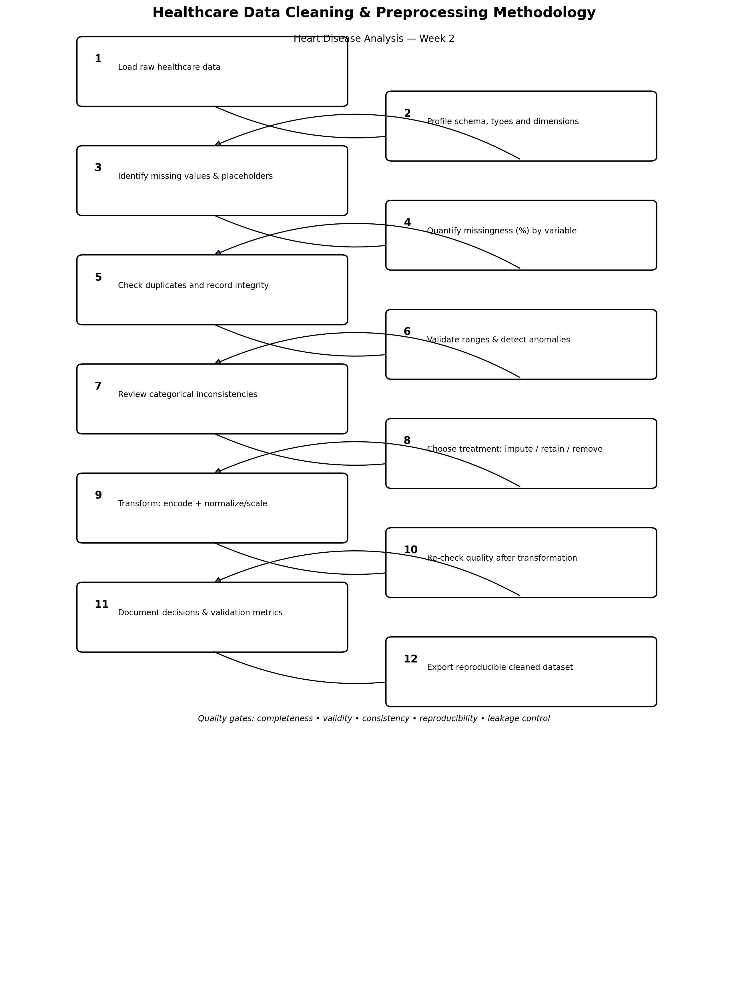 Healthcare Data Cleaning & Preprocessing Methodology
Heart Disease Analysis — Week 2
1
Load raw healthcare data
2
Profile schema, types and dimensions
3
Identify missing values & placeholders
4
Quantify missingness (%) by variable
5
Check duplicates and record integrity
6
Validate ranges & detect anomalies
7
Review categorical inconsistencies
8
Choose treatment: impute / retain / remove
9
Transform: encode + normalize/scale
10
Re-check quality after transformation
11
Document decisions & validation metrics
12
Export reproducible cleaned dataset
Quality gates: completeness • validity • consistency • reproducibility • leakage control